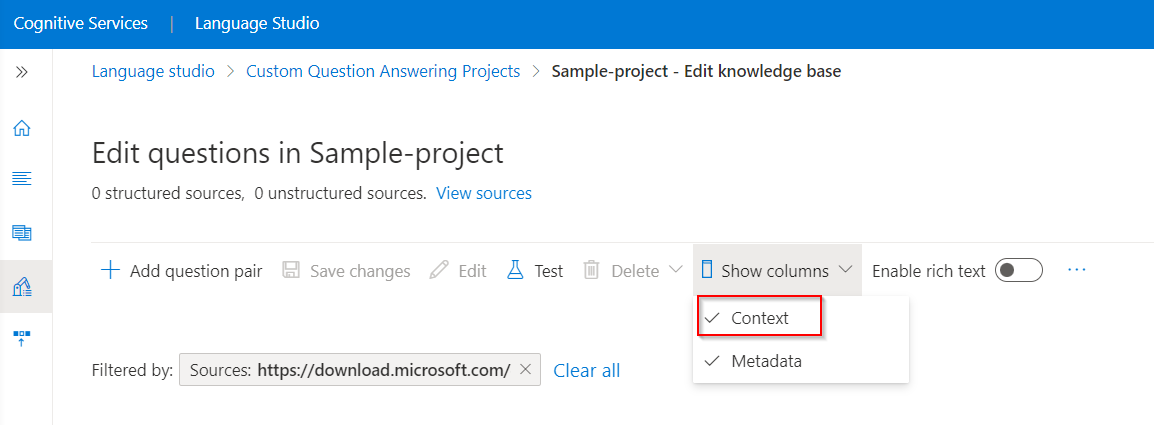 Cognitive Services | Language Studio
Language studio > Custom Question Answering Projects > Sample-project - Edit knowledge base
Edit questions in Sample-project
0 structured sources, 0 unstructured sources. View sources
Add question pair Save changes Edit Test Delete Show columns Enable rich text ...
Context
Metadata
Filtered by: Sources: https://download.microsoft.com/ × Clear all